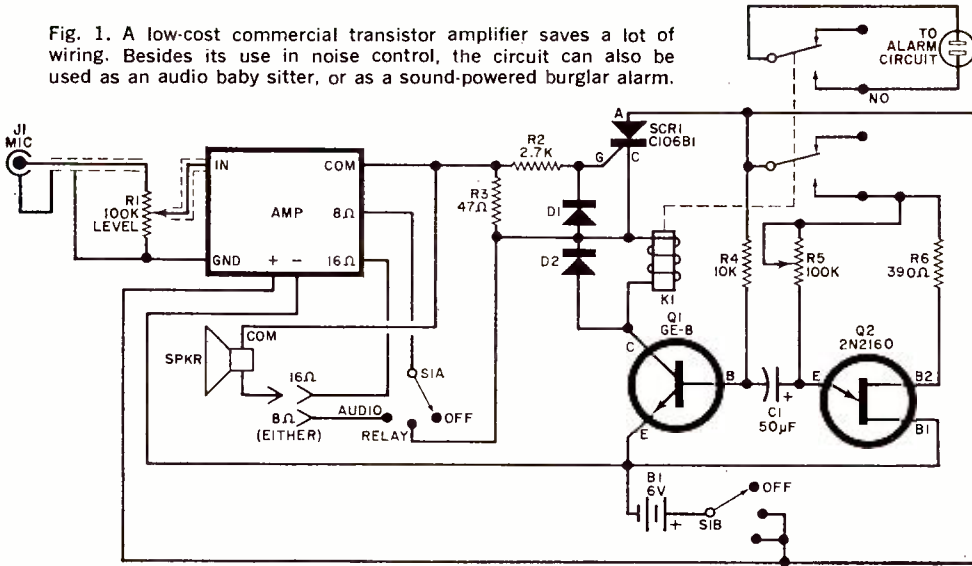 Fig. 1. A low-cost commercial transistor amplifier saves a lot of
wiring. Besides its use in noise control, the circuit can also be
used as an audio baby sitter, or as a sound-powered burglar alarm.
TO
ALARM
CIRCUIT
NO
J1
MIC
R1
100K
LEVEL
IN
COM
AMP
8Ω
16Ω
GND
+ −
R2
2.7K
R3
47Ω
A
G
C
SCR1
C106B1
D1
D2
K1
R4
10K
R5
100K
R6
390Ω
Q1
GE-8
C
B
E
C1
50µF
+
Q2
2N2160
E
B2
B1
SPKR
COM
16Ω
8Ω
(EITHER)
AUDIO
RELAY
S1A
OFF
B1
6V
+
S1B
OFF